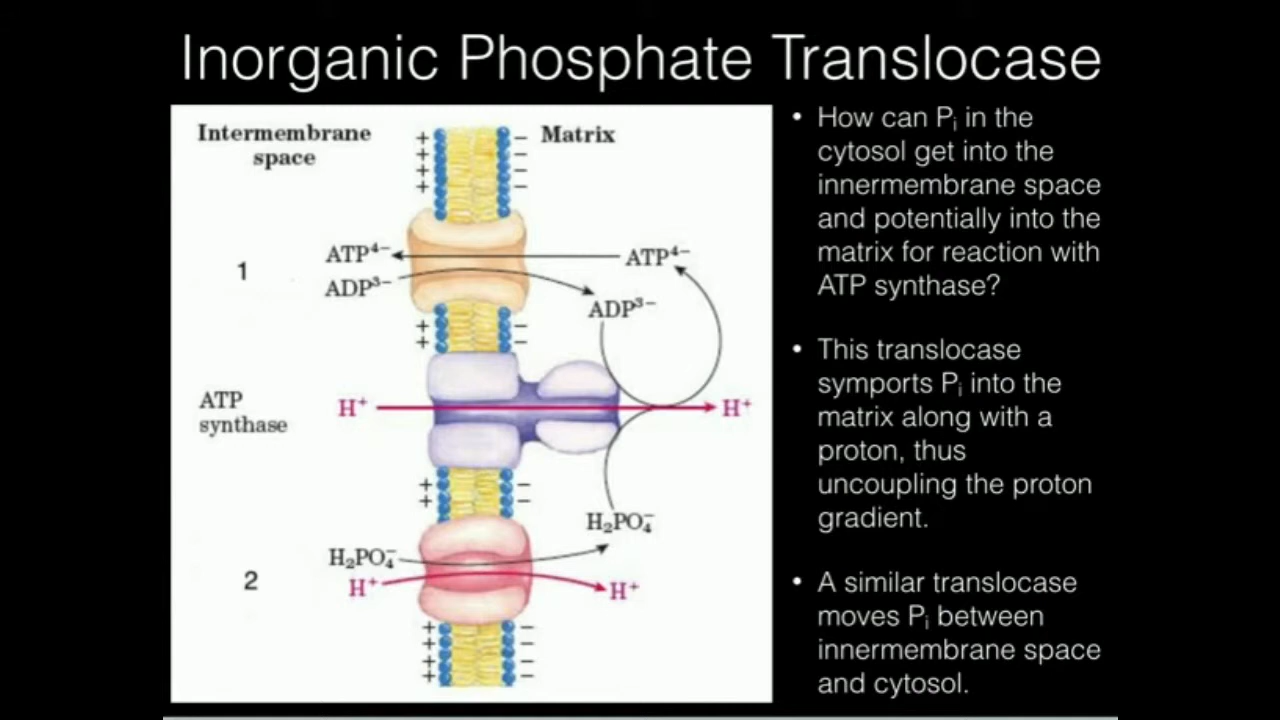 Inorganic Phosphate Translocase
Intermembrane
space
Matrix
+ −
+ −
+ −
+ −
1
ATP⁴⁻ ATP⁴⁻
ADP³⁻
ADP³⁻
+ −
+ −
ATP
synthase
H⁺ H⁺
+ −
+ −
H₂PO₄⁻
2
H₂PO₄⁻
H⁺ H⁺
+ −
+ −
+ −
+ −
• How can Pᵢ in the
cytosol get into the
innermembrane space
and potentially into the
matrix for reaction with
ATP synthase?
• This translocase
symports Pᵢ into the
matrix along with a
proton, thus
uncoupling the proton
gradient.
• A similar translocase
moves Pᵢ between
innermembrane space
and cytosol.